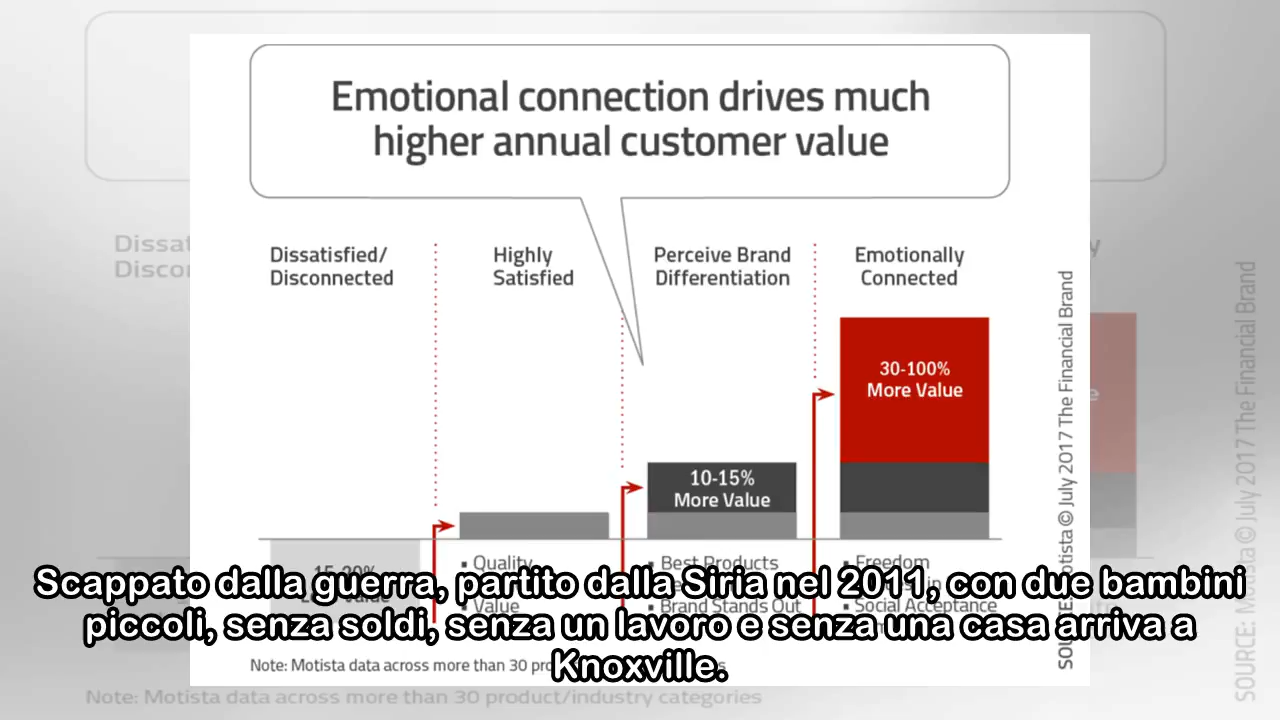 Emotional connection drives much
higher annual customer value
Dissatisfied/
Disconnected
Highly
Satisfied
Perceive Brand
Differentiation
Emotionally
Connected
30-100%
More Value
10-15%
More Value
15-20%
Value
▪ Quality
▪ Value
▪ Best Products
▪ Brand Stands Out
▪ Freedom
▪ Social Acceptance
Note: Motista data across more than 30
SOURCE: Motista © July 2017 The Financial Brand
Scappato dalla guerra, partito dalla Siria nel 2011, con due bambini
piccoli, senza soldi, senza un lavoro e senza una casa arriva a
Knoxville.
Note: Motista data across more than 30 product/industry categories
SOURCE: Motista © July 2017 The Financial Brand